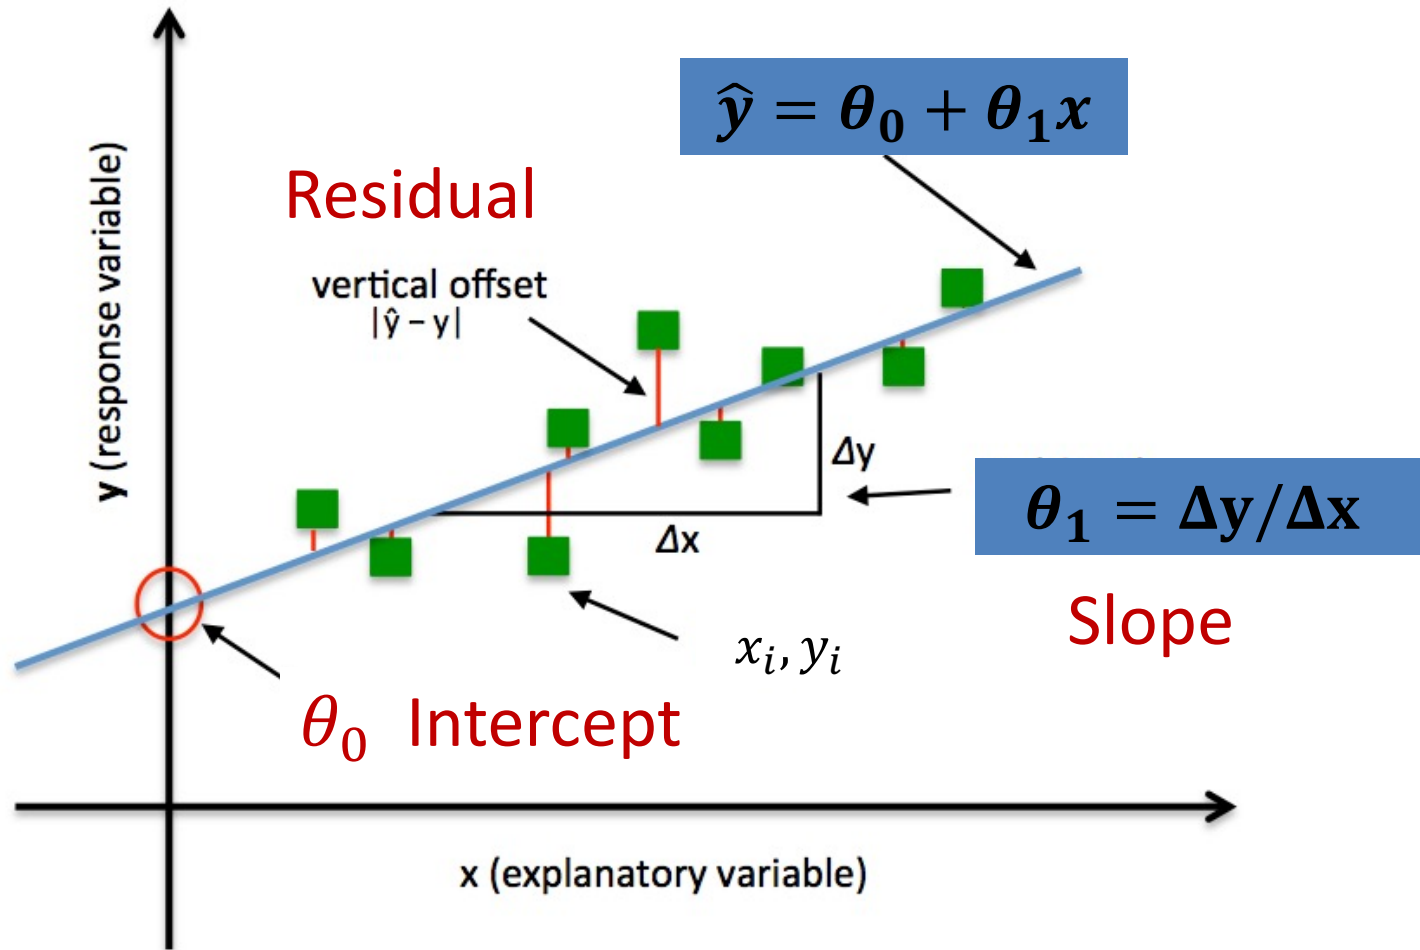 ŷ = θ₀ + θ₁x
Residual
vertical offset
|ŷ – y|
y (response variable)
Δy
θ₁ = Δy/Δx
Δx
Slope
xᵢ, yᵢ
θ₀ Intercept
x (explanatory variable)